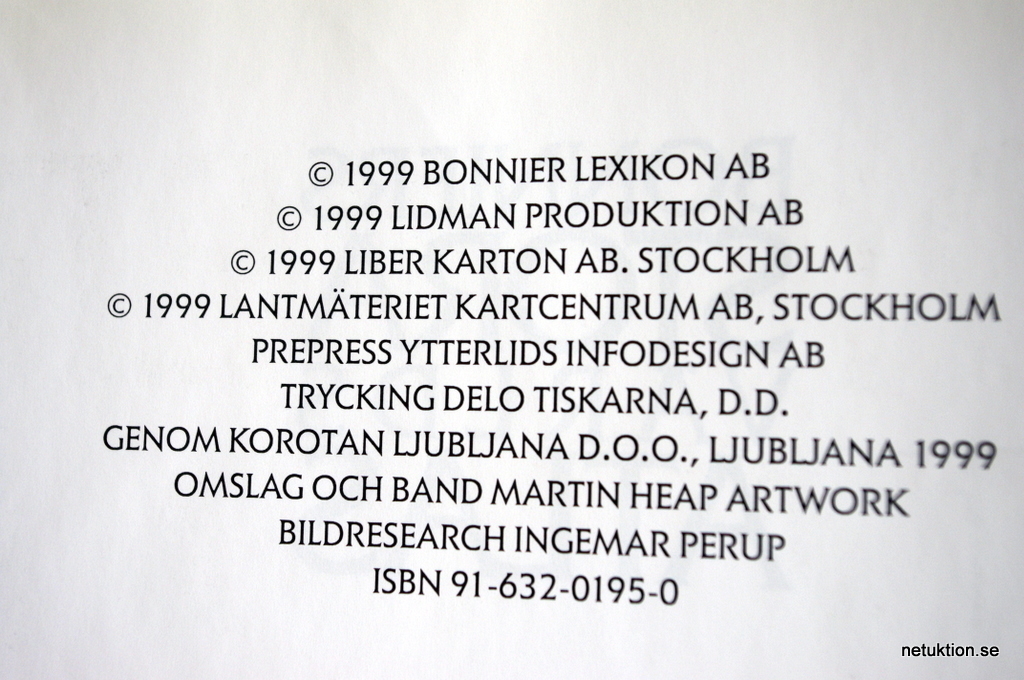 © 1999 BONNIER LEXIKON AB
© 1999 LIDMAN PRODUKTION AB
© 1999 LIBER KARTON AB. STOCKHOLM
© 1999 LANTMÄTERIET KARTCENTRUM AB, STOCKHOLM
PREPRESS YTTERLIDS INFODESIGN AB
TRYCKING DELO TISKARNA, D.D.
GENOM KOROTAN LJUBLJANA D.O.O., LJUBLJANA 1999
OMSLAG OCH BAND MARTIN HEAP ARTWORK
BILDRESEARCH INGEMAR PERUP
ISBN 91-632-0195-0
netuktion.se